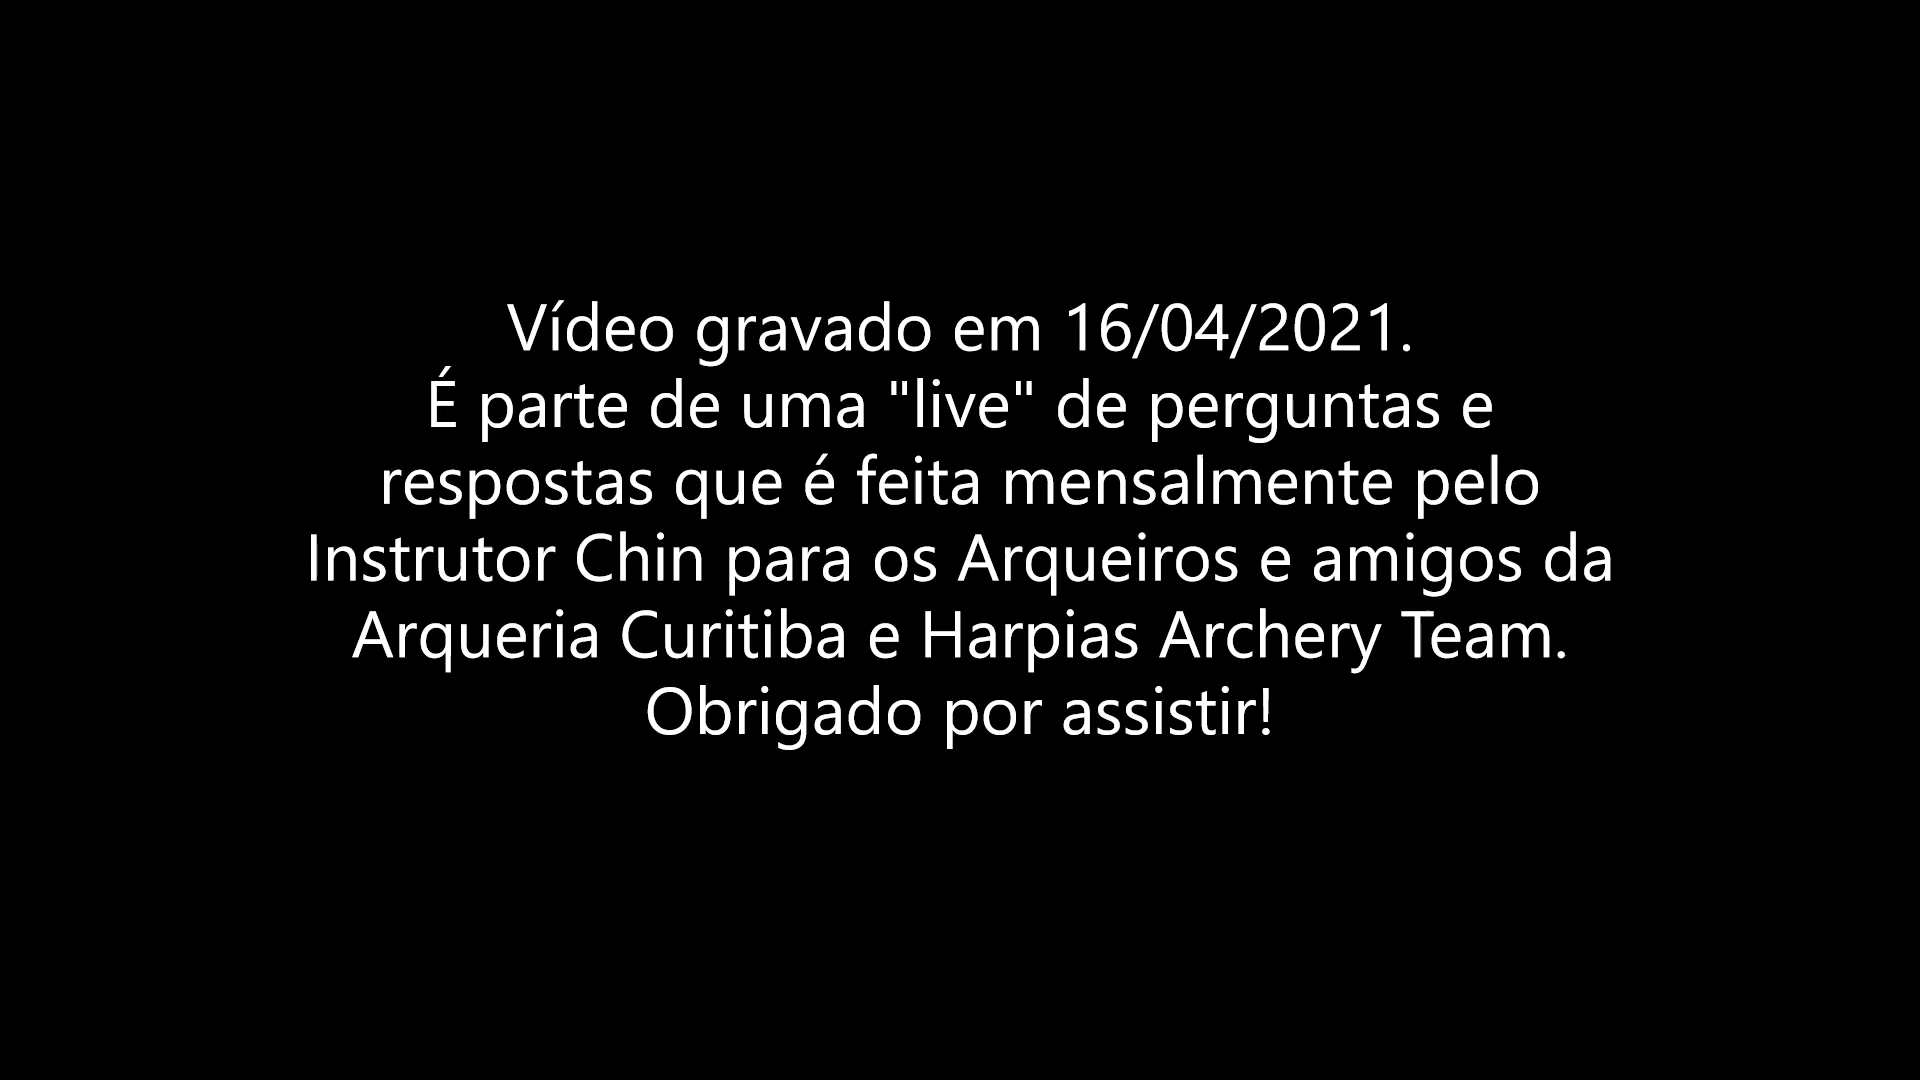 Vídeo gravado em 16/04/2021.
É parte de uma "live" de perguntas e
respostas que é feita mensalmente pelo
Instrutor Chin para os Arqueiros e amigos da
Arqueria Curitiba e Harpias Archery Team.
Obrigado por assistir!